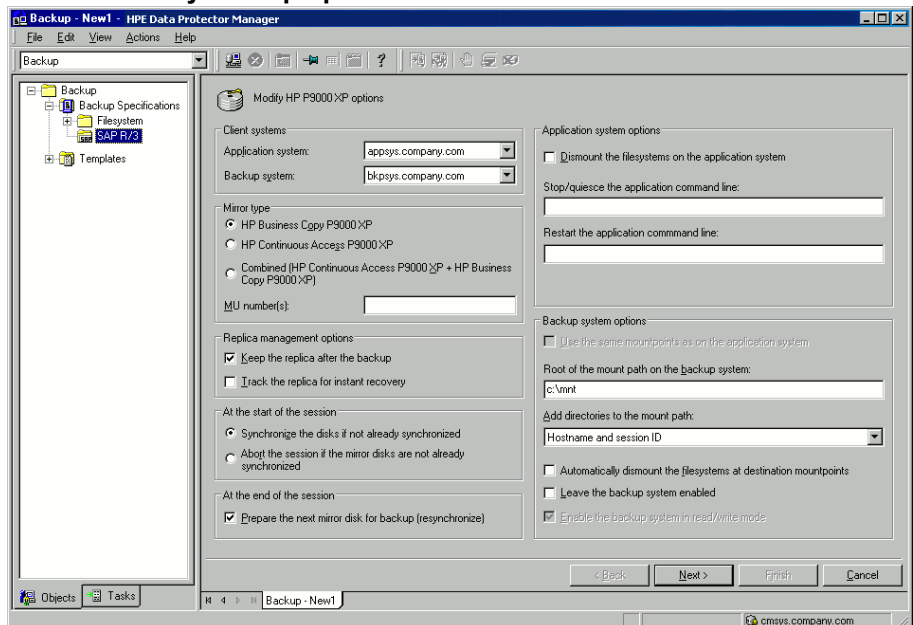 Backup - New1 - HPE Data Protector Manager
File Edit View Actions Help
Backup
Backup
Backup Specifications
Filesystem
SAP R/3
Templates
Modify HP P9000 XP options
Client systems
Application system:
appsys.company.com
Backup system:
bkpsys.company.com
Mirror type
HP Business Copy P9000 XP
HP Continuous Access P9000 XP
Combined (HP Continuous Access P9000 XP + HP Business
Copy P9000 XP)
MU number(s):
Replica management options
Keep the replica after the backup
Track the replica for instant recovery
At the start of the session
Synchronize the disks if not already synchronized
Abort the session if the mirror disks are not already
synchronized
At the end of the session
Prepare the next mirror disk for backup (resynchronize)
Application system options
Dismount the filesystems on the application system
Stop/quiesce the application command line:
Restart the application commmand line:
Backup system options
Use the same mountpoints as on the application system
Root of the mount path on the backup system:
c:\mnt
Add directories to the mount path:
Hostname and session ID
Automatically dismount the filesystems at destination mountpoints
Leave the backup system enabled
Enable the backup system in read/write mode
< Back Next > Finish Cancel
Objects Tasks
Backup - New1
cmsys.company.com